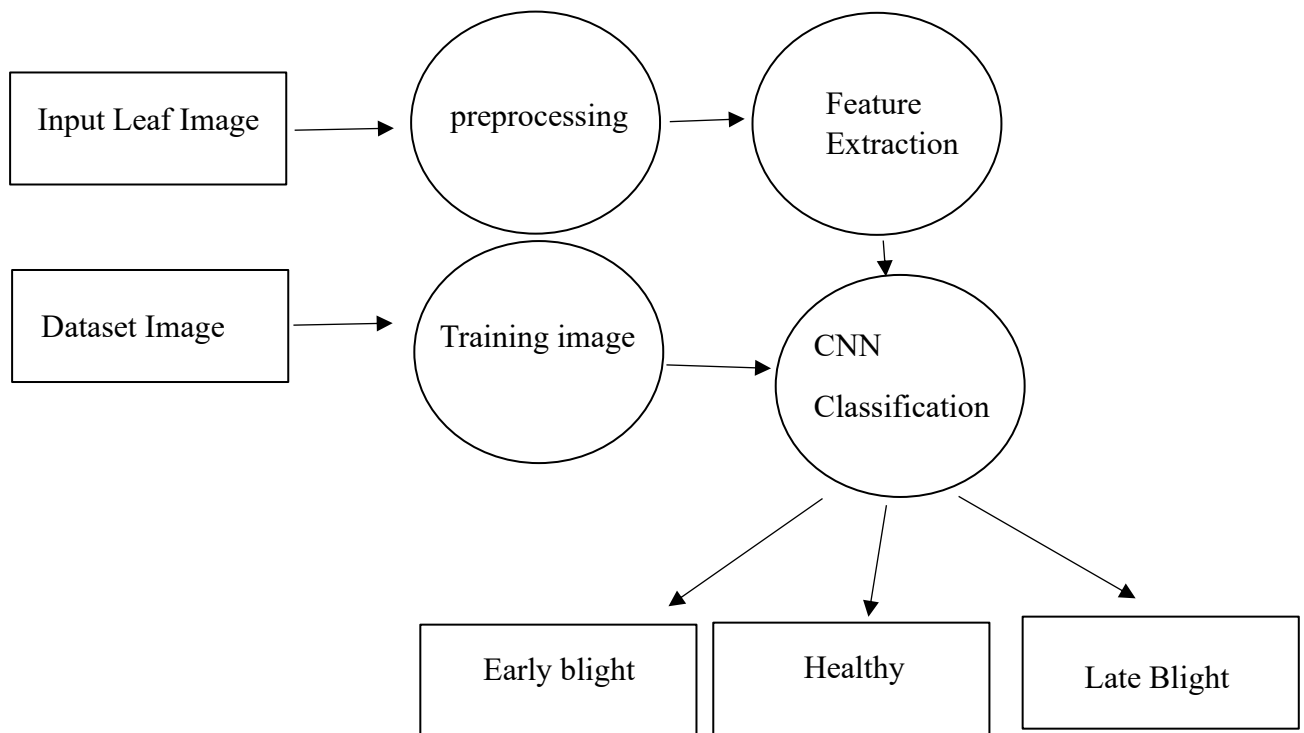 Input Leaf Image
preprocessing
Feature
Extraction
Dataset Image
Training image
CNN
Classification
Early blight
Healthy
Late Blight